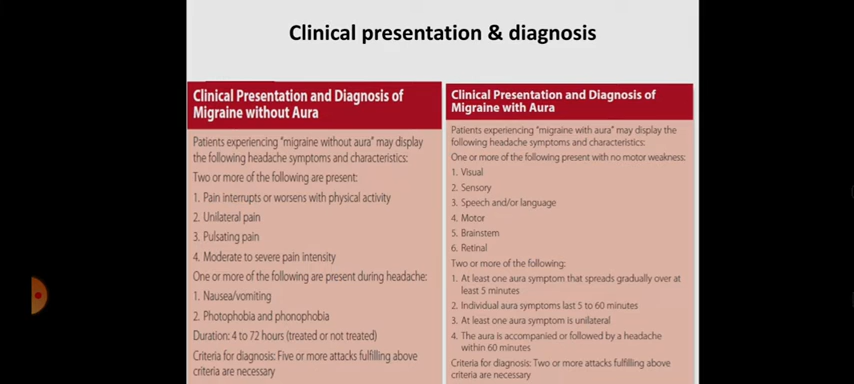 Clinical presentation & diagnosis
Clinical Presentation and Diagnosis of
Migraine without Aura
Patients experiencing "migraine without aura" may display
the following headache symptoms and characteristics:
Two or more of the following are present:
1. Pain interrupts or worsens with physical activity
2. Unilateral pain
3. Pulsating pain
4. Moderate to severe pain intensity
One or more of the following are present during headache:
1. Nausea/vomiting
2. Photophobia and phonophobia
Duration: 4 to 72 hours (treated or not treated)
Criteria for diagnosis: Five or more attacks fulfilling above
criteria are necessary
Clinical Presentation and Diagnosis of
Migraine with Aura
Patients experiencing "migraine with aura" may display the
following headache symptoms and characteristics:
One or more of the following present with no motor weakness:
1. Visual
2. Sensory
3. Speech and/or language
4. Motor
5. Brainstem
6. Retinal
Two or more of the following:
1. At least one aura symptom that spreads gradually over at
least 5 minutes
2. Individual aura symptoms last 5 to 60 minutes
3. At least one aura symptom is unilateral
4. The aura is accompanied or followed by a headache
within 60 minutes
Criteria for diagnosis: Two or more attacks fulfilling above
criteria are necessary